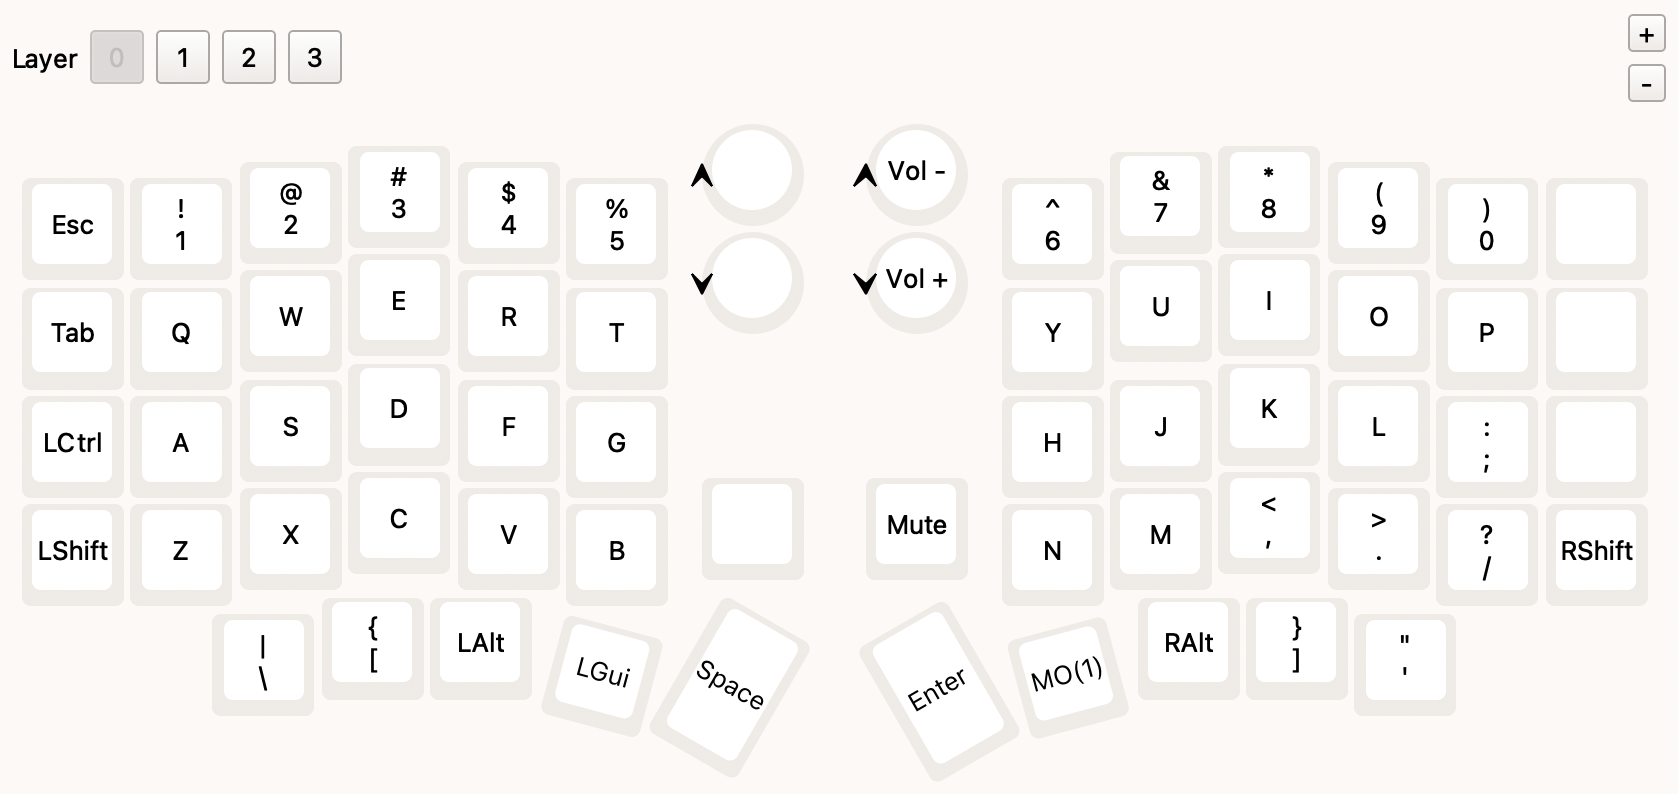 Layer 0 1 2 3
+
-
Esc
! 
1
@
2
#
3
$
4
%
5
Vol -
^
6
&
7
*
8
(
9
)
0
Tab
Q
W
E
R
T
Vol +
Y
U
I
O
P
LCtrl
A
S
D
F
G
H
J
K
L
:
;
LShift
Z
X
C
V
B
Mute
N
M
<
,
>
.
?
/
RShift
|
\
{
[
LAlt
LGui
Space
Enter
MO(1)
RAlt
}
]
"
'